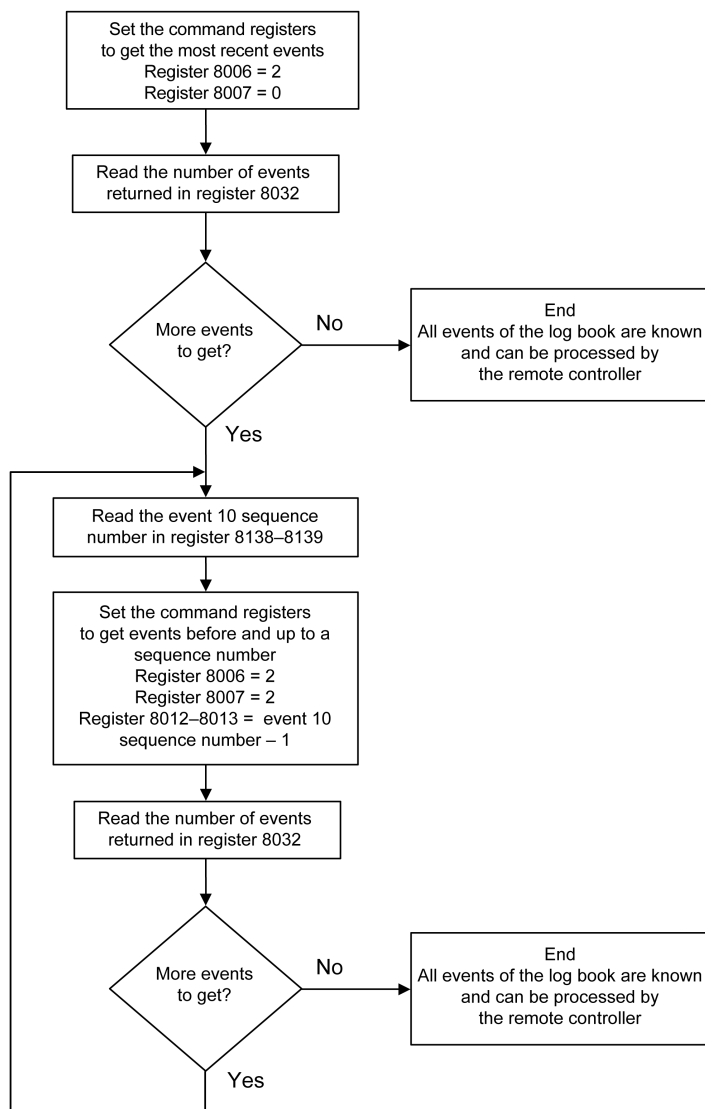 Set the command registers
to get the most recent events
Register 8006 = 2
Register 8007 = 0
Read the number of events
returned in register 8032
More events
to get?
No
End
All events of the log book are known
and can be processed by
the remote controller
Yes
Read the event 10 sequence
number in register 8138–8139
Set the command registers
to get events before and up to a
sequence number
Register 8006 = 2
Register 8007 = 2
Register 8012–8013 = event 10
sequence number – 1
Read the number of events
returned in register 8032
More events
to get?
No
End
All events of the log book are known
and can be processed by
the remote controller
Yes